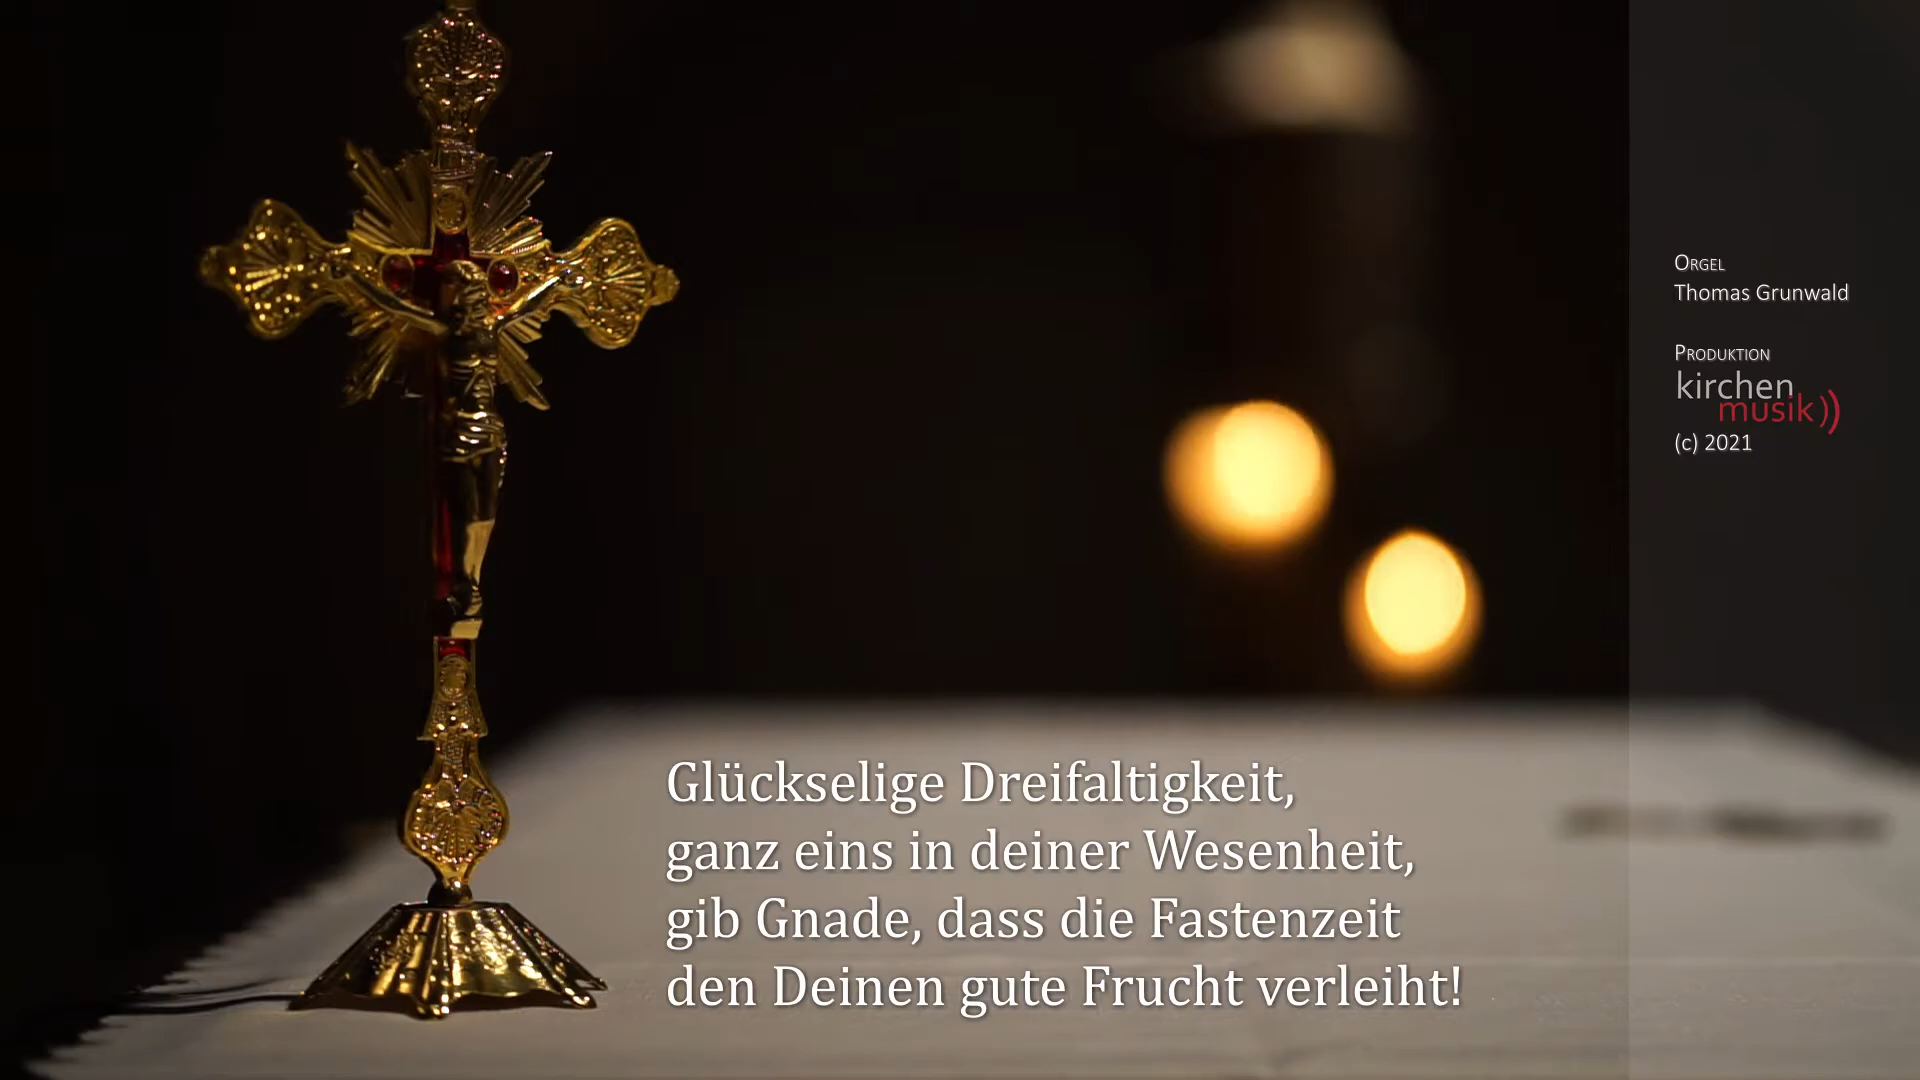 Glückselige Dreifaltigkeit,
ganz eins in deiner Wesenheit,
gib Gnade, dass die Fastenzeit
den Deinen gute Frucht verleiht!
Orgel
Thomas Grunwald
Produktion
kirchen
musik
(c) 2021